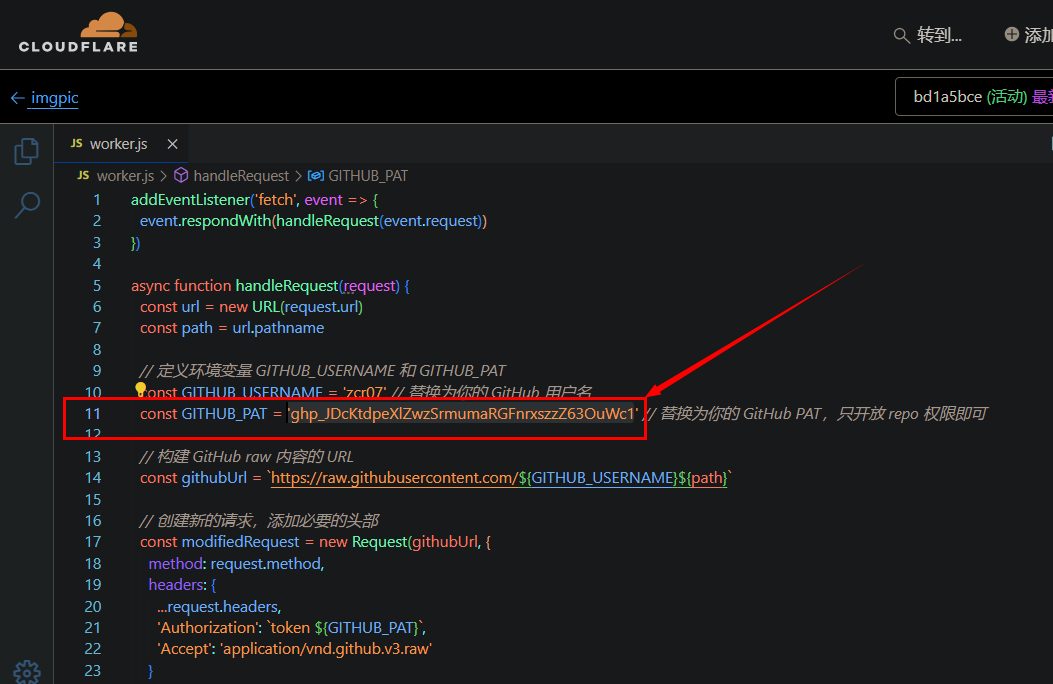 CLOUDFLARE
转到...
添加
imgpic
bd1a5bce (活动) 最新
JS worker.js
JS worker.js > handleRequest > GITHUB_PAT
1 addEventListener('fetch', event => {
2 event.respondWith(handleRequest(event.request))
3 })
4
5 async function handleRequest(request) {
6 const url = new URL(request.url)
7 const path = url.pathname
8
9 // 定义环境变量 GITHUB_USERNAME 和 GITHUB_PAT
10 const GITHUB_USERNAME = 'zcr07' // 替换为你的 GitHub 用户名
11 const GITHUB_PAT = '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' // 替换为你的 GitHub PAT，只开放 repo 权限即可
12
13 // 构建 GitHub raw 内容的 URL
14 const githubUrl = `https://raw.githubusercontent.com/${GITHUB_USERNAME}${path}`
15
16 // 创建新的请求，添加必要的头部
17 const modifiedRequest = new Request(githubUrl, {
18 method: request.method,
19 headers: {
20 ...request.headers,
21 'Authorization': `token ${GITHUB_PAT}`,
22 'Accept': 'application/vnd.github.v3.raw'
23 }